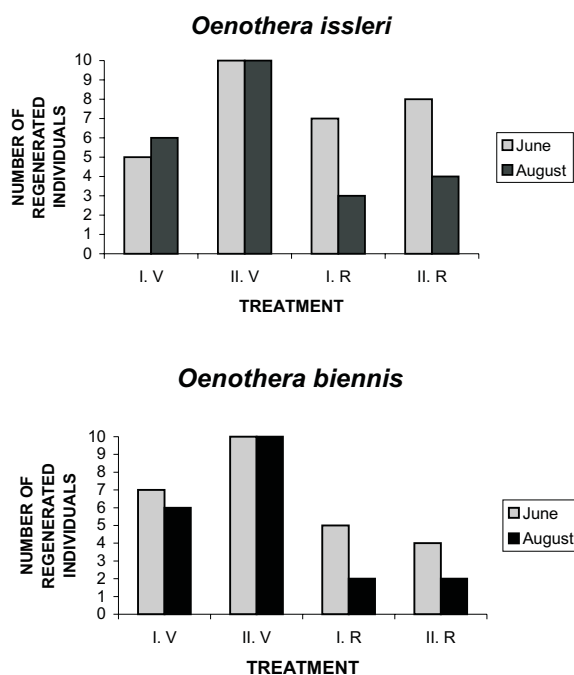 Oenothera issleri
NUMBER OF
REGENERATED
INDIVIDUALS
10
9
8
7
6
5
4
3
2
1
0
I. V
II. V
I. R
II. R
TREATMENT
June
August
Oenothera biennis
NUMBER OF
REGENERATED
INDIVIDUALS
10
9
8
7
6
5
4
3
2
1
0
I. V
II. V
I. R
II. R
TREATMENT
June
August